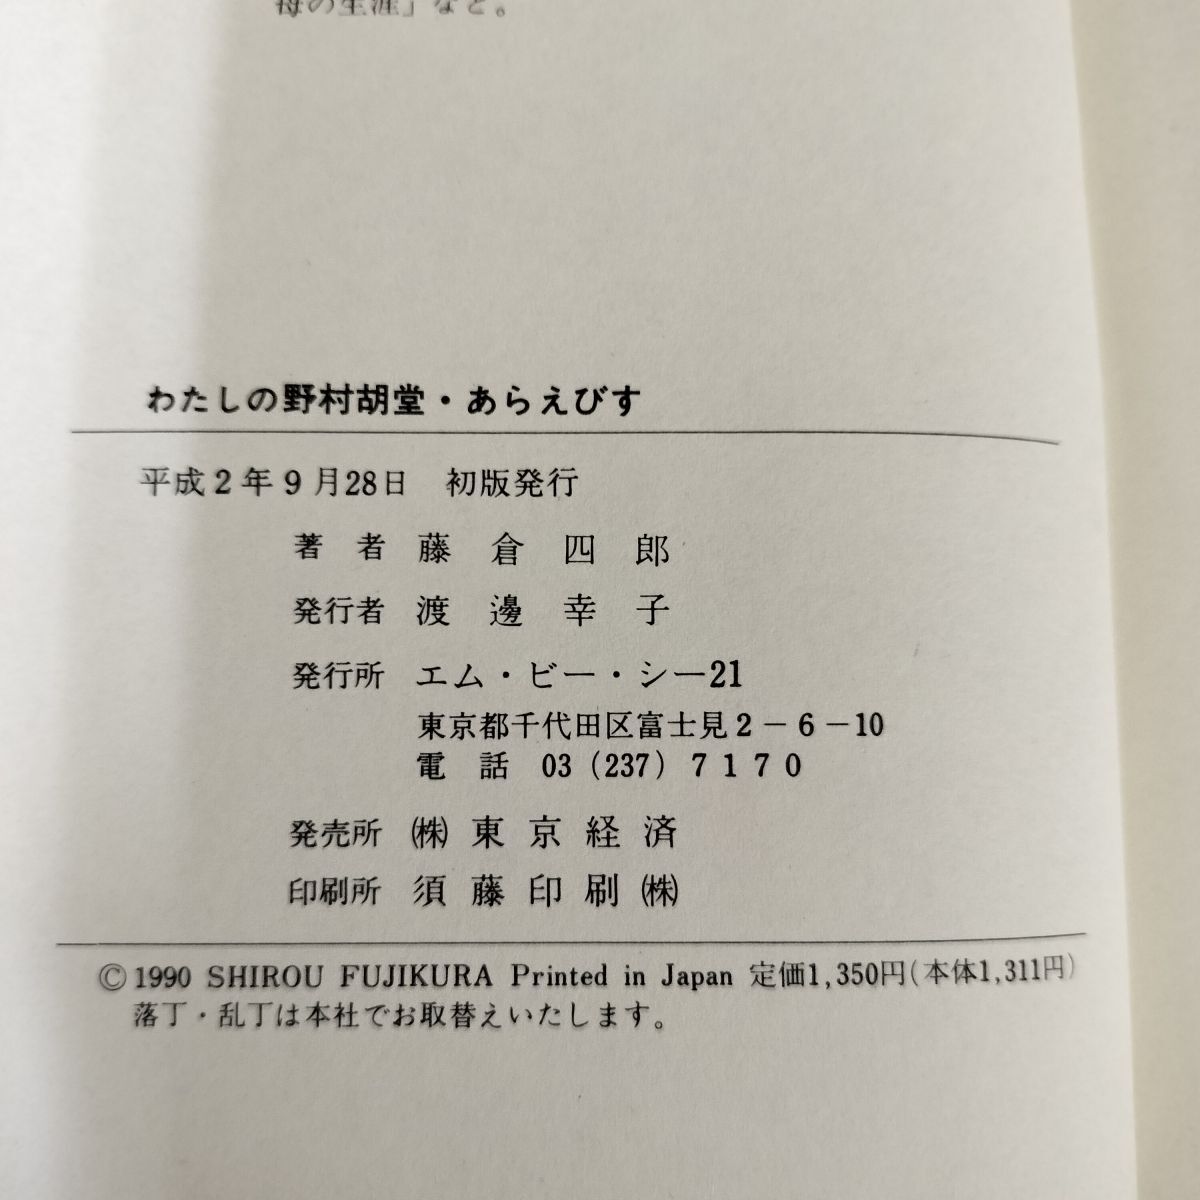 母の生涯」など。
わたしの野村胡堂・あらえびす
平成2年9月28日 初版発行
著者 藤倉四郎
発行者 渡邊幸子
発行所 エム・ビー・シー21
東京都千代田区富士見2-6-10
電話 03(237)7170
発売所 ㈱東京経済
印刷所 須藤印刷㈱
©1990 SHIROU FUJIKURA Printed in Japan 定価1,350円(本体1,311円)
落丁・乱丁は本社でお取替えいたします。